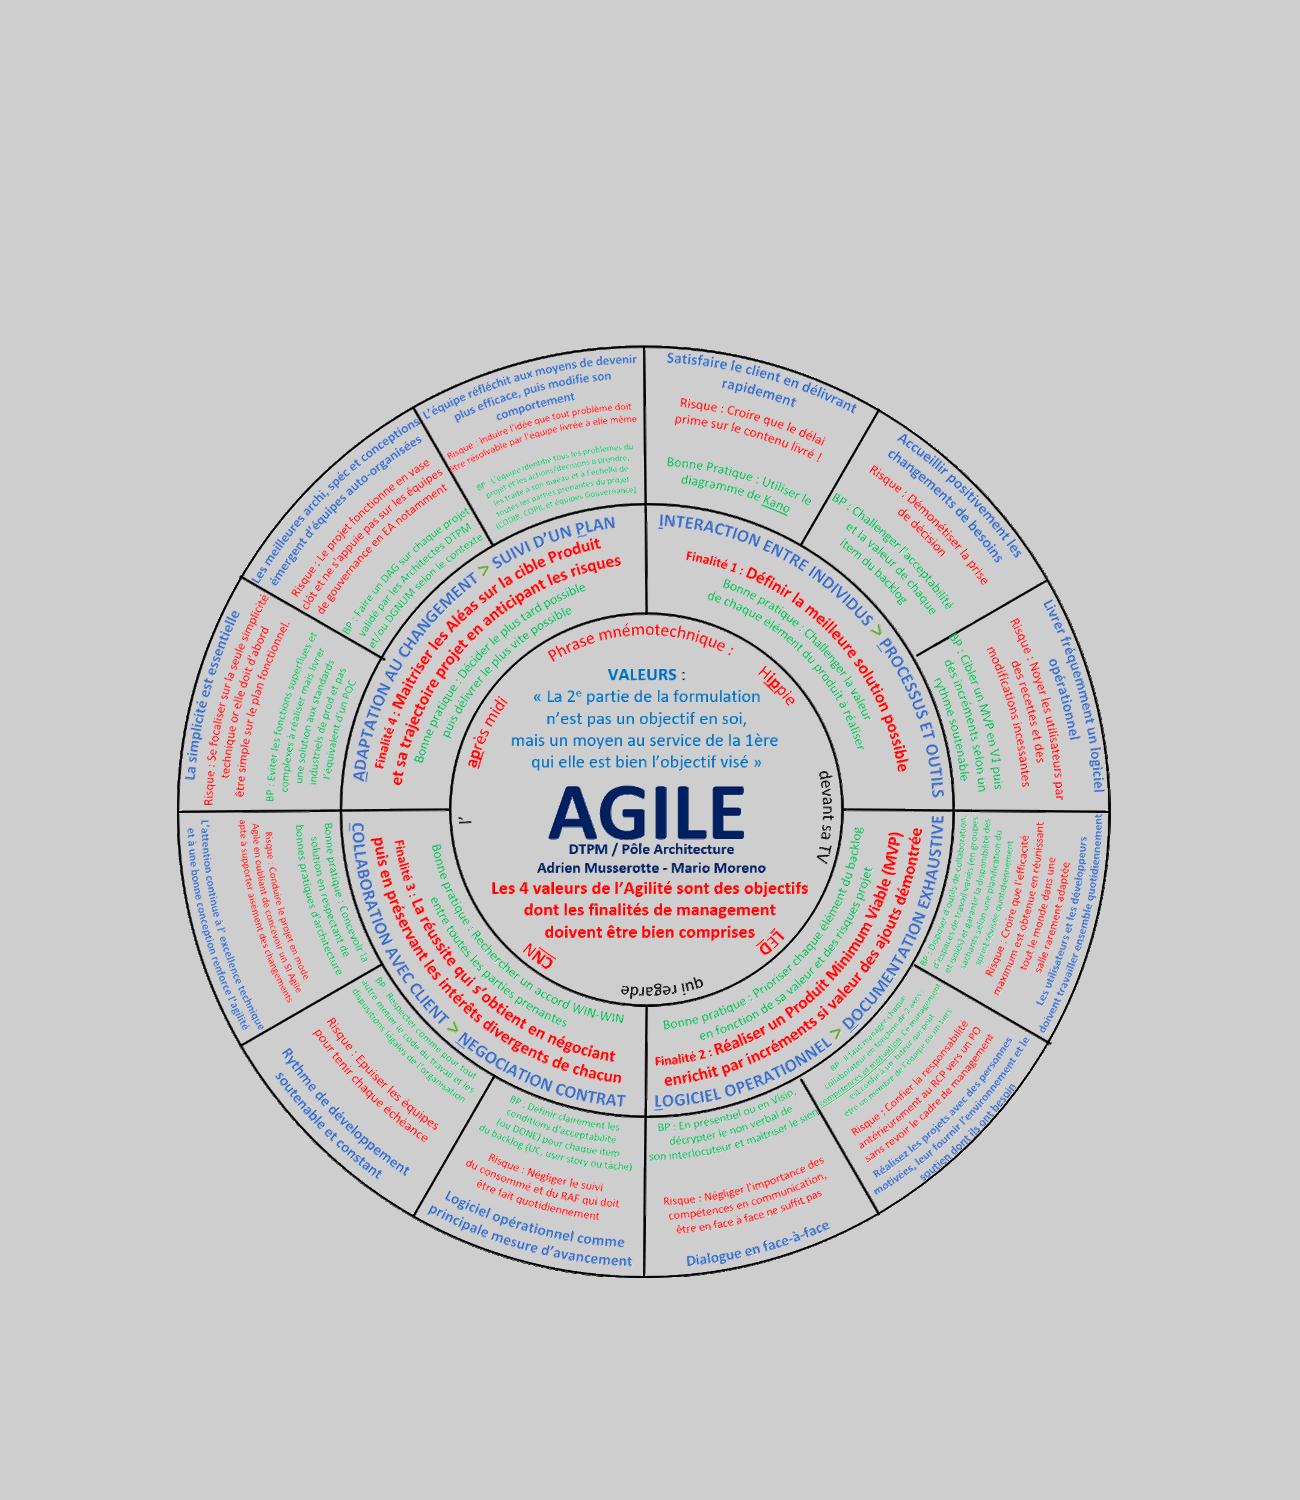 Phrase mnémotechnique :
Hippie
devant sa TV
LED
qui regarde
CNN
l'
après midi
VALEURS :
« La 2e partie de la formulation
n'est pas un objectif en soi,
mais un moyen au service de la 1ère
qui elle est bien l'objectif visé »
AGILE
DTPM / Pôle Architecture
Adrien Musserotte - Mario Moreno
Les 4 valeurs de l'Agilité sont des objectifs
dont les finalités de management
doivent être bien comprises
INTERACTION ENTRE INDIVIDUS > PROCESSUS ET OUTILS
Finalité 1 : Définir la meilleure solution possible
Bonne pratique : Challenger la valeur
de chaque élément du produit à réaliser
Satisfaire le client en délivrant
rapidement
Risque : Croire que le délai
prime sur le contenu livré !
Bonne Pratique : Utiliser le
diagramme de Kano
Accueillir positivement les
changements de besoins
Risque : Démonétiser la prise
de décision
BP : Challenger l'acceptabilité
et la valeur de chaque
item du backlog
Livrer fréquemment un logiciel
opérationnel
Risque : Noyer les utilisateurs par
des recettes et des
modifications incessantes
BP : Cibler un MVP en V1 puis
des incréments selon un
rythme soutenable
LOGICIEL OPERATIONNEL > DOCUMENTATION EXHAUSTIVE
Finalité 2 : Réaliser un Produit Minimum Viable (MVP)
enrichit par incréments si valeur des ajouts démontrée
Bonne pratique : Prioriser chaque élément du backlog
en fonction de sa valeur et des risques projet
Les utilisateurs et les développeurs
doivent travailler ensemble quotidiennement
Risque : Croire que l'efficacité
maximum est obtenue en réunissant
tout le monde dans une
salle rarement adaptée
BP : Disposer d'outils de collaboration,
d'espaces de travail variés (en groupes
et isolés) et garantir la disponibilité des
sachants selon une planification du
Réalisez les projets avec des personnes
motivées, leur fournir l'environnement et le
soutien dont ils ont besoin
Risque : Confier la responsabilité
antérieurement au RCP vers un PO
sans revoir le cadre de management
BP : Il faut manager chaque
collaborateur en fonction de 2 axes,
compétences et motivation. Ce management
est confié à un tuteur qui peut
être un membre de l'équipe ou un tiers
Dialogue en face-à-face
Risque : Négliger l'importance des
compétences en communication,
être en face à face ne suffit pas
BP : En présentiel ou en Visio,
décrypter le non verbal de
son interlocuteur et maîtriser le sien
COLLABORATION AVEC CLIENT > NEGOCIATION CONTRAT
Finalité 3 : La réussite qui s'obtient en négociant
puis en préservant les intérêts divergents de chacun
Bonne pratique : Rechercher un accord WIN-WIN
entre toutes les parties prenantes
Logiciel opérationnel comme
principale mesure d'avancement
Risque : Négliger le suivi
du consommé et du RAF qui doit
être fait quotidiennement
BP : Définir clairement les
conditions d'acceptabilité
(ou DONE) pour chaque item
du backlog (UC, user story ou tâche)
Rythme de développement
soutenable et constant
Risque : Epuiser les équipes
pour tenir chaque échéance
BP : Respecter comme pour tout
autre métier le code du travail et les
dispositions légales de l'organisation
L'attention continue à l' excellence technique
et à une bonne conception renforce l'agilité
Risque : Conduire le projet en mode
Agile en oubliant de concevoir un SI Agile
apte à supporter aisément des changements
Bonne pratique : Concevoir la
solution en respectant de
bonnes pratiques d'architecture
ADAPTATION AU CHANGEMENT > SUIVI D'UN PLAN
Finalité 4 : Maitriser les Aléas sur la cible Produit
et sa trajectoire projet en anticipant les risques
Bonne pratique : Décider le plus tard possible
puis délivrer le plus vite possible
La simplicité est essentielle
Risque : Se focaliser sur la seule simplicité
technique or elle doit d'abord
être simple sur le plan fonctionnel.
BP : Eviter les fonctions superflues et
complexes à réaliser mais livrer
une solution aux standards
industriels de prod et pas
l'équivalent d'un POC
Les meilleures archi, spéc et conceptions
émergent d'équipes auto-organisées
Risque : Le projet fonctionne en vase
clôt et ne s'appuie pas sur les équipes
de gouvernance en EA notamment
BP : Faire un DAG sur chaque projet
validé par les Architectes DTPM
et/ou DGNUM selon le contexte
L'équipe réfléchit aux moyens de devenir
plus efficace, puis modifie son
comportement
Risque : Induire l'idée que tout problème doit
être résolvable par l'équipe livrée à elle même
BP : L'équipe identifie tous les problèmes du
projet et les actions/décisions à prendre,
les traite à son niveau et à l'échelle de
toutes les parties prenantes du projet
(CODIR, COPIL et équipes Gouvernance)